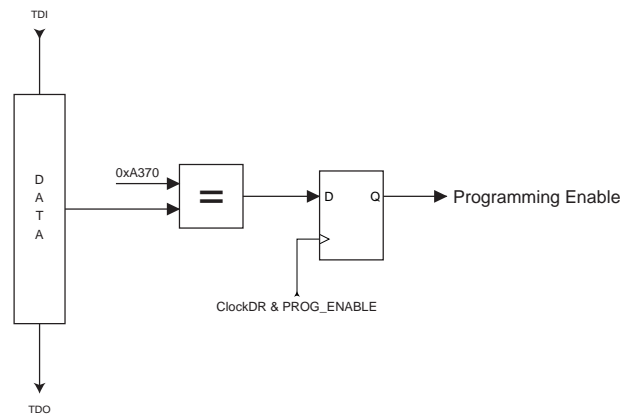 TDI
D
A
T
A
0xA370
=
D Q
Programming Enable
ClockDR & PROG_ENABLE
TDO